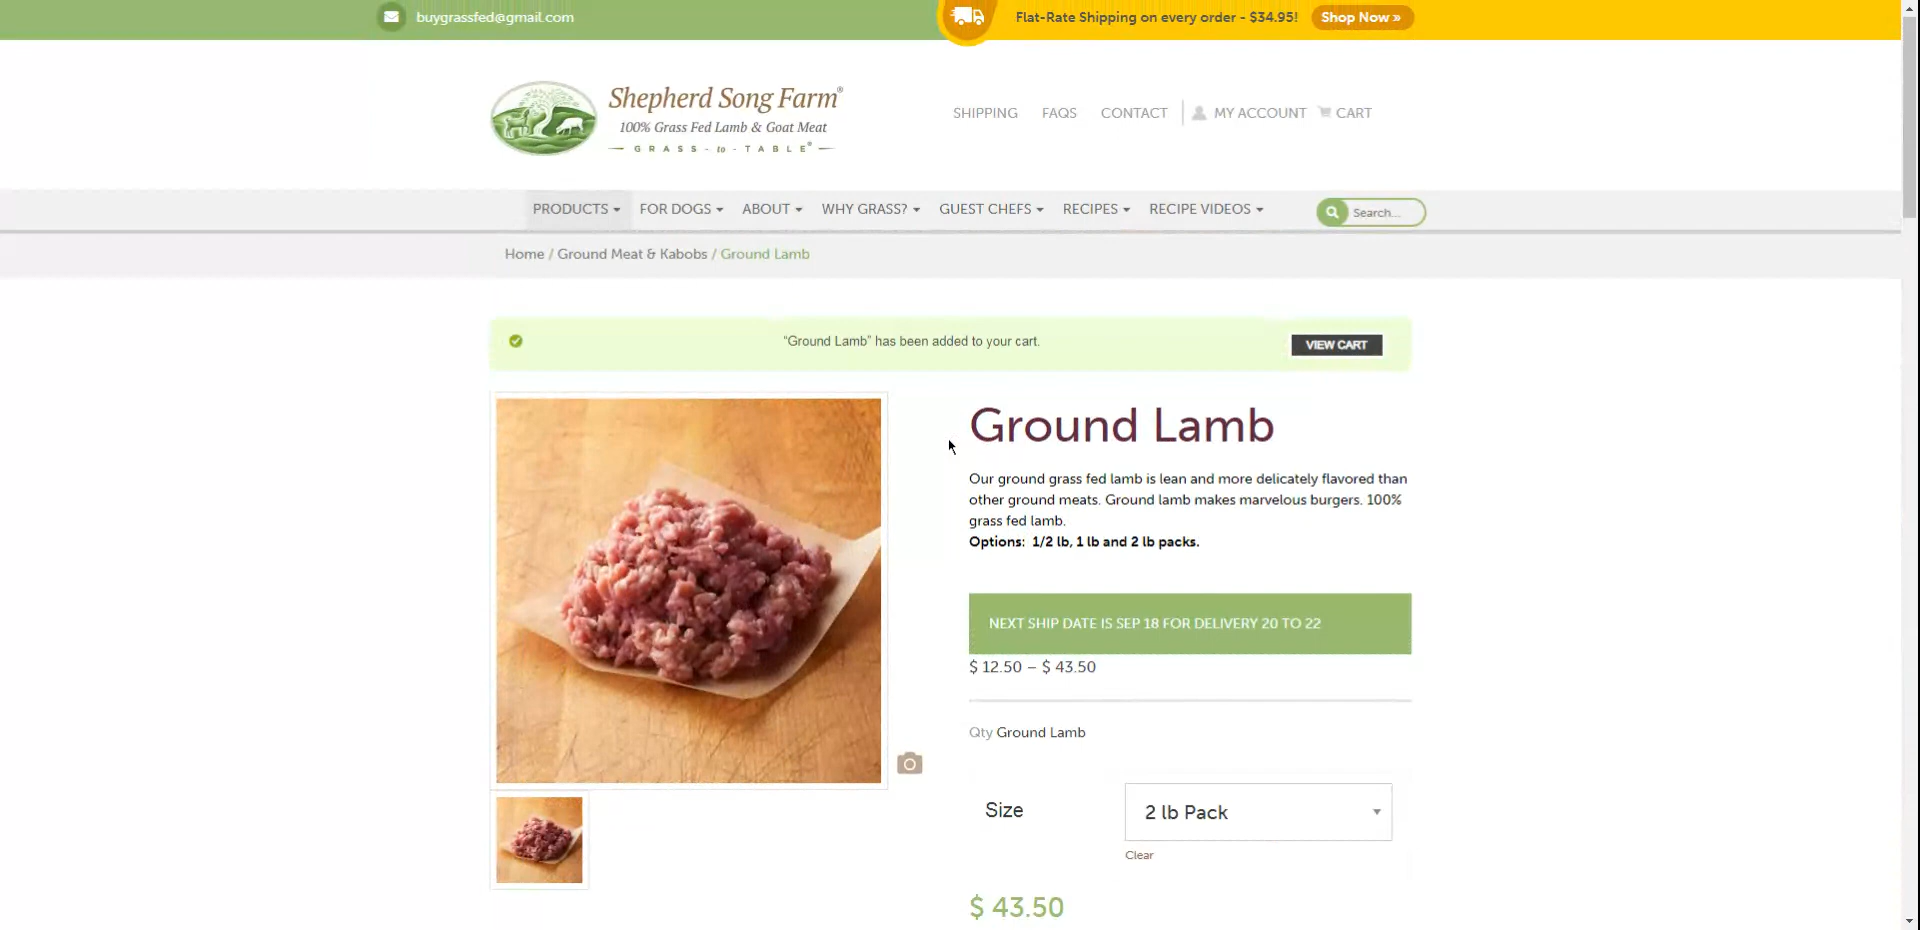 buygrassfed@gmail.com
Flat-Rate Shipping on every order - $34.95!
Shop Now »
Shepherd Song Farm®
100% Grass Fed Lamb & Goat Meat
GRASS - to - TABLE®
SHIPPING
FAQS
CONTACT
MY ACCOUNT
CART
PRODUCTS
FOR DOGS
ABOUT
WHY GRASS?
GUEST CHEFS
RECIPES
RECIPE VIDEOS
Search...
Home / Ground Meat & Kabobs / Ground Lamb
“Ground Lamb” has been added to your cart.
VIEW CART
Ground Lamb
Our ground grass fed lamb is lean and more delicately flavored than
other ground meats. Ground lamb makes marvelous burgers. 100%
grass fed lamb.
Options: 1/2 lb, 1 lb and 2 lb packs.
NEXT SHIP DATE IS SEP 18 FOR DELIVERY 20 TO 22
$ 12.50 – $ 43.50
Qty Ground Lamb
Size
2 lb Pack
Clear
$ 43.50